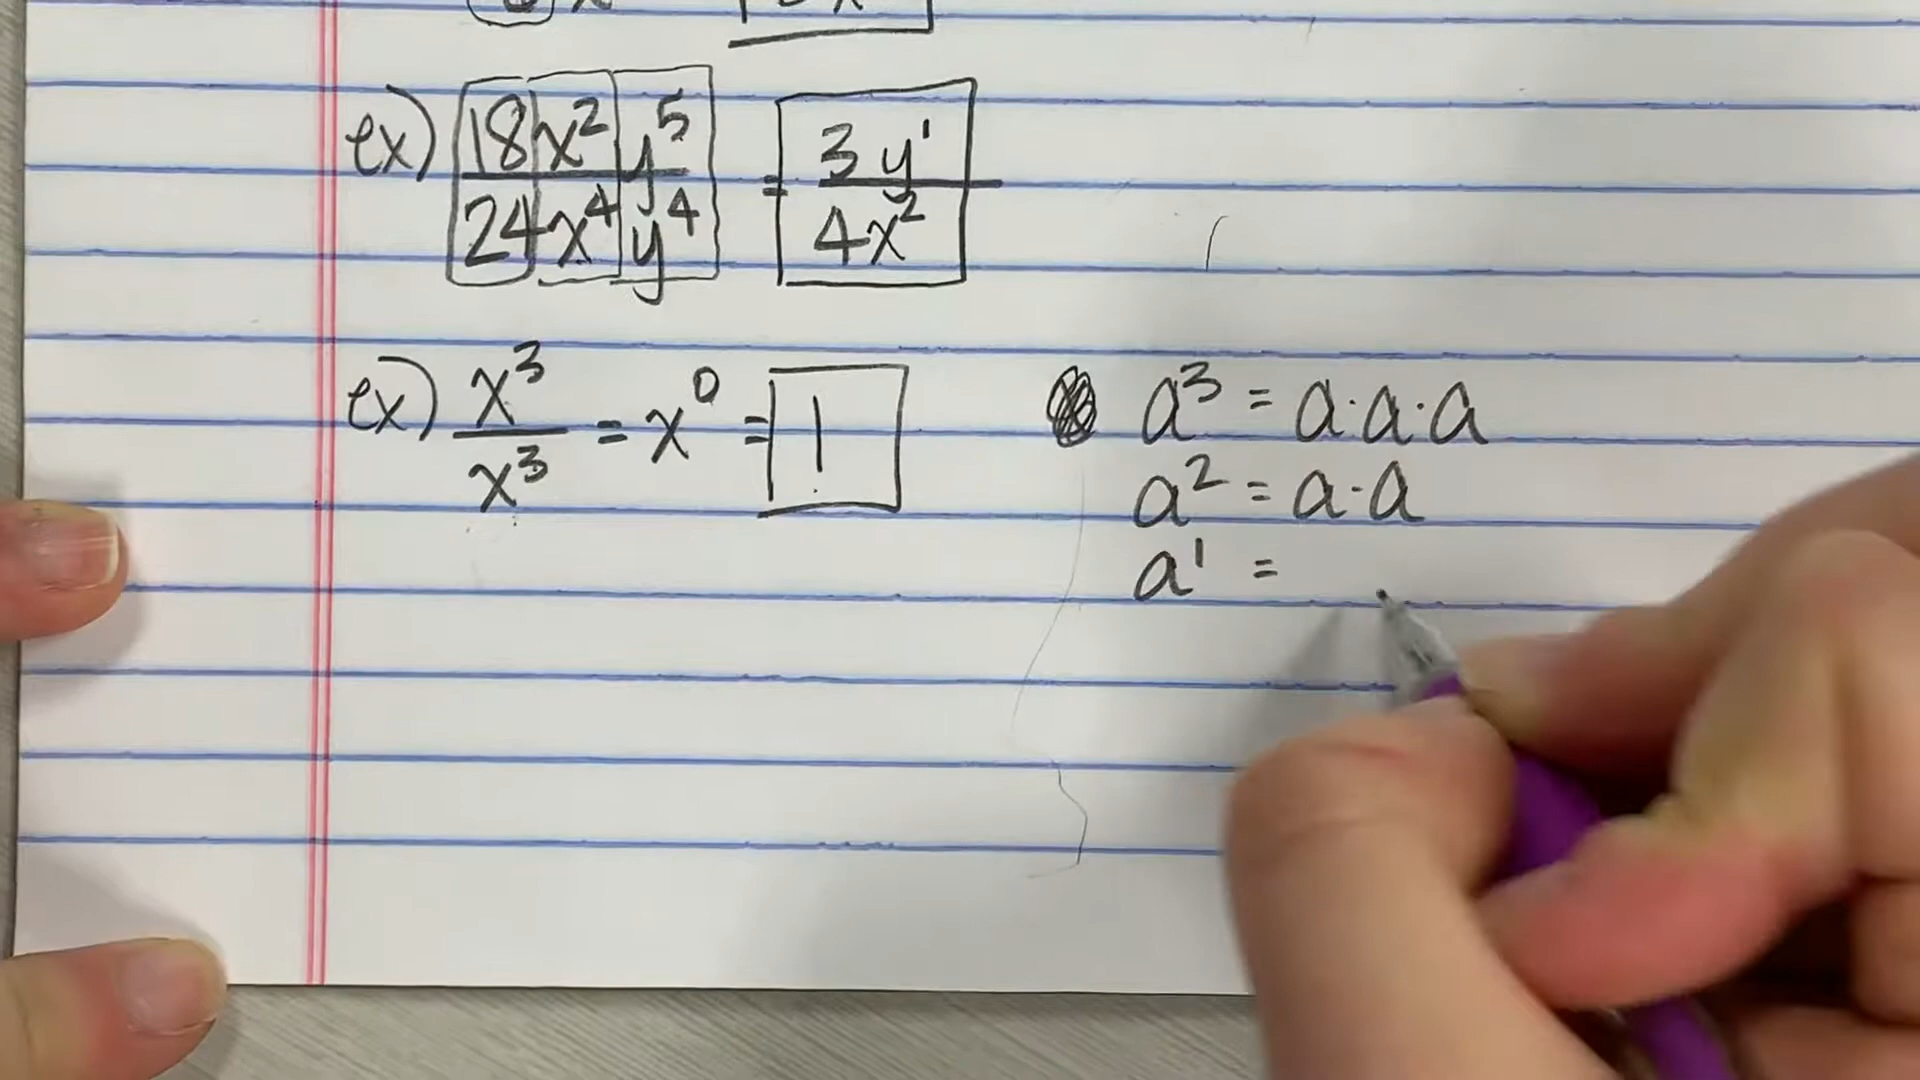 ex) 18x²y⁵ / 24x⁴y⁴ = 3y¹ / 4x²
ex) x³ / x³ = x⁰ = 1
a³ = a·a·a
a² = a·a
a¹ =